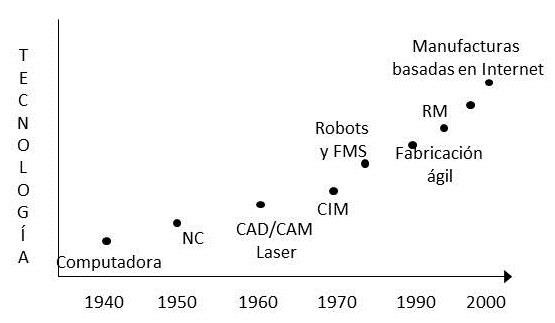 TECNOLOGÍA
Manufacturas
basadas en Internet
RM
Robots
y FMS
Fabricación
ágil
CIM
CAD/CAM
Laser
NC
Computadora
1940 1950 1960 1970 1990 2000